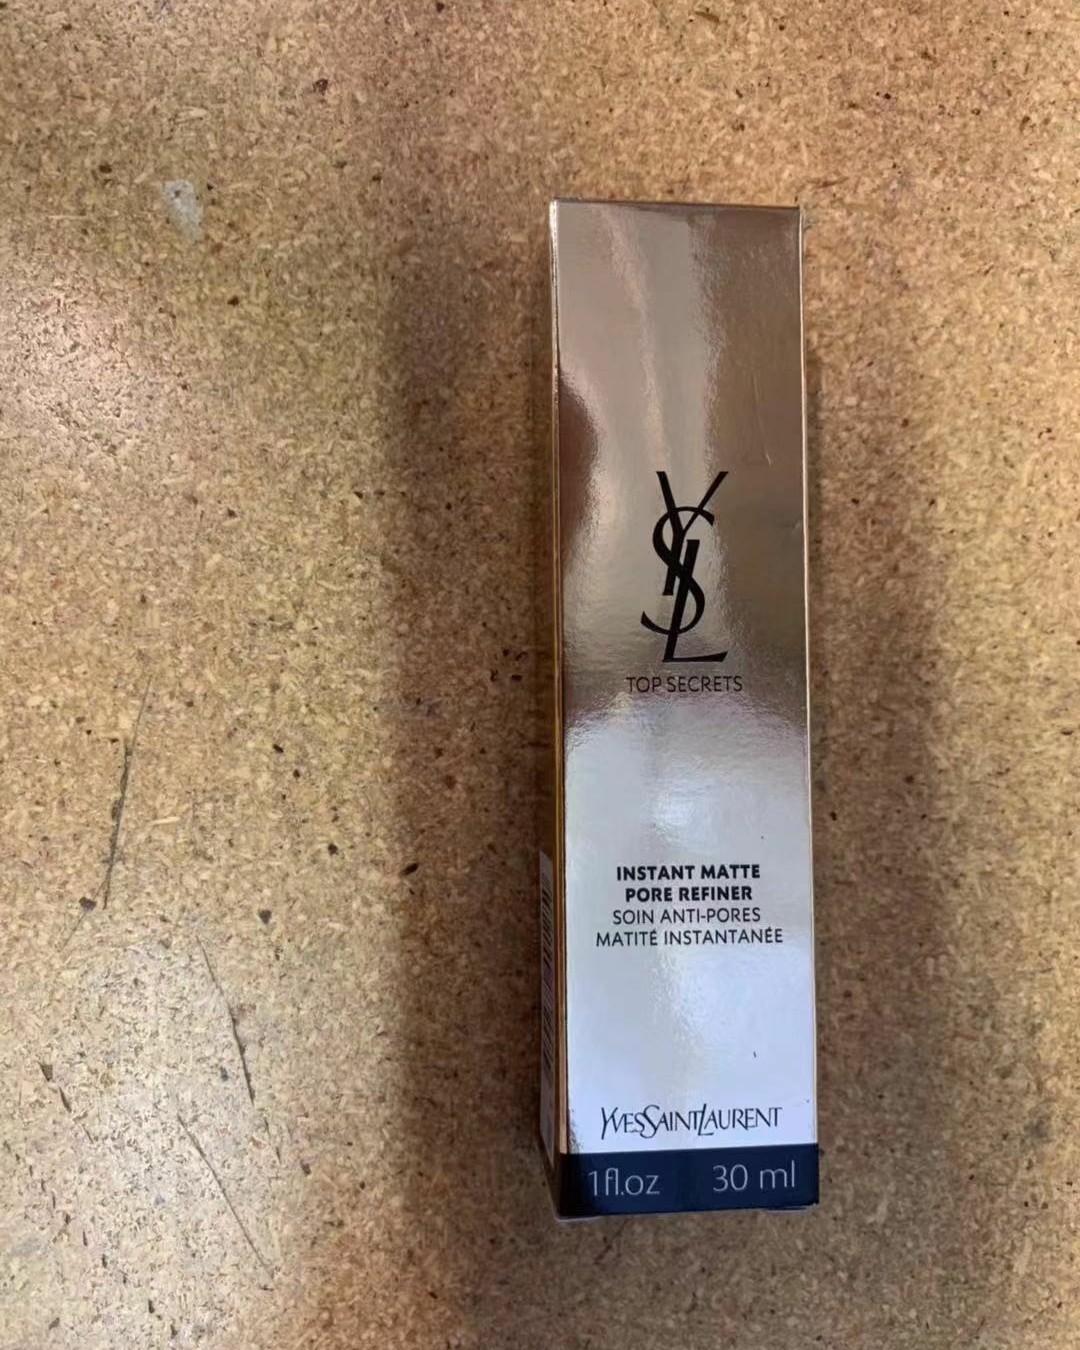 YSL
TOP SECRETS
INSTANT MATTE
PORE REFINER
SOIN ANTI-PORES
MATITÉ INSTANTANÉE
YVESSAINTLAURENT
1fl.oz 30 ml